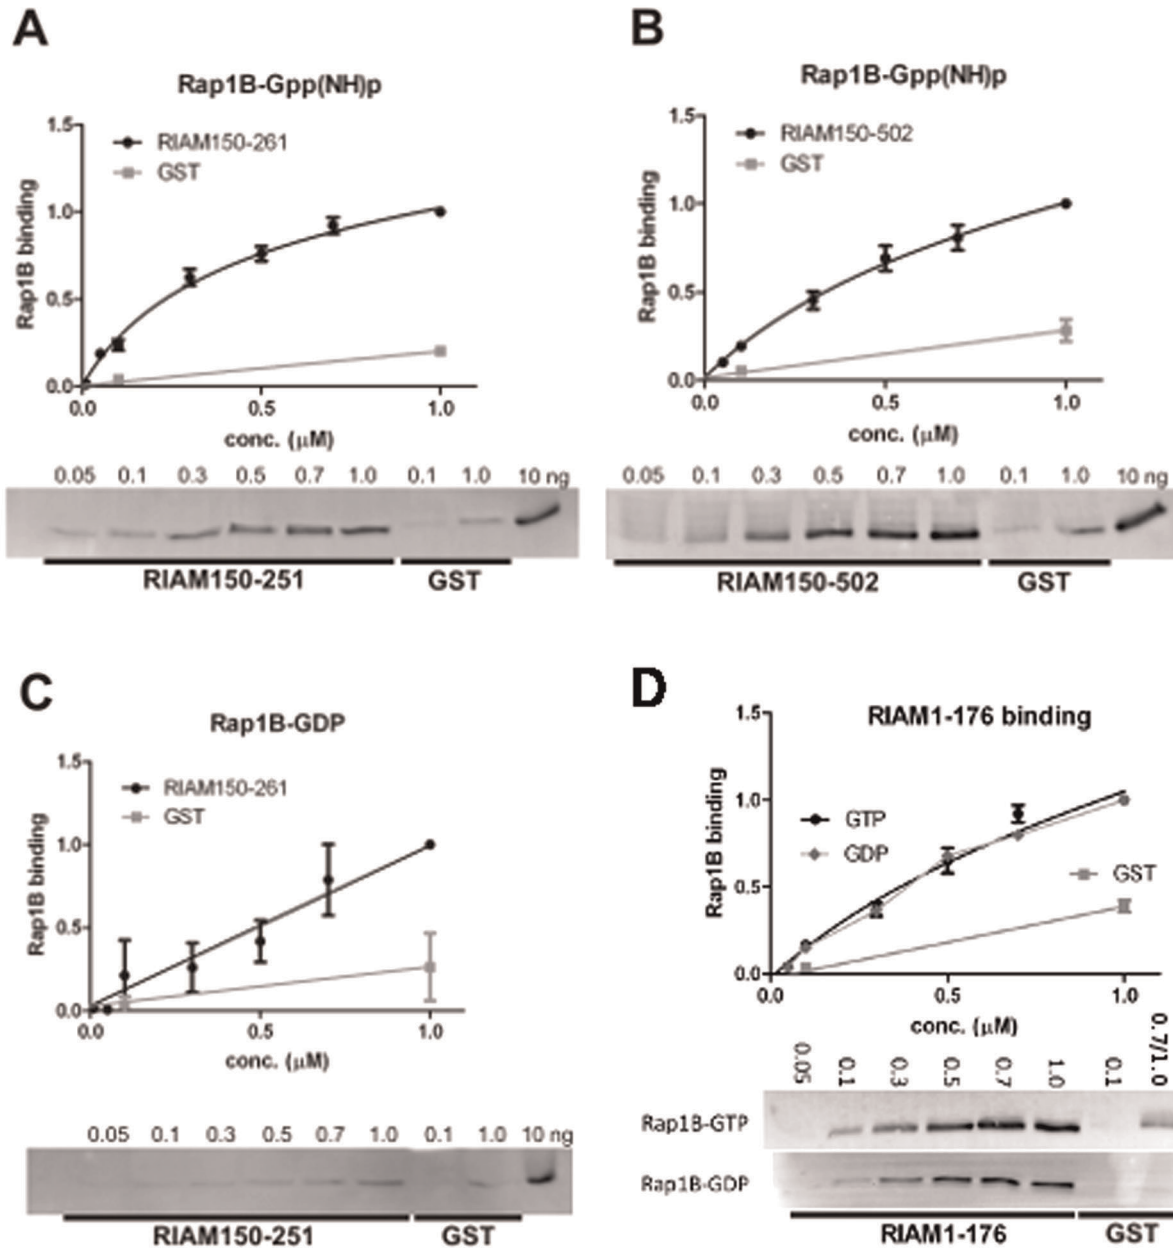 A
Rap1B-Gpp(NH)p
1.5
RIAM150-261
GST
1.0
Rap1B binding
0.5
0.0
0.0 0.5 1.0
conc. (μM)
0.05 0.1 0.3 0.5 0.7 1.0 0.1 1.0 10 ng
RIAM150-251 GST
B
Rap1B-Gpp(NH)p
1.5
RIAM150-502
GST
1.0
Rap1B binding
0.5
0.0
0.0 0.5 1.0
conc. (μM)
0.05 0.1 0.3 0.5 0.7 1.0 0.1 1.0 10 ng
RIAM150-502 GST
C
Rap1B-GDP
1.5
RIAM150-261
GST
1.0
Rap1B binding
0.5
0.0
0.0 0.5 1.0
conc. (μM)
0.05 0.1 0.3 0.5 0.7 1.0 0.1 1.0 10 ng
RIAM150-251 GST
D
RIAM1-176 binding
1.5
1.0
GTP
GDP
GST
Rap1B binding
0.5
0.0
0.0 0.5 1.0
conc. (μM)
0.05 0.1 0.3 0.5 0.7 1.0 0.1 0.7/1.0
Rap1B-GTP
Rap1B-GDP
RIAM1-176 GST